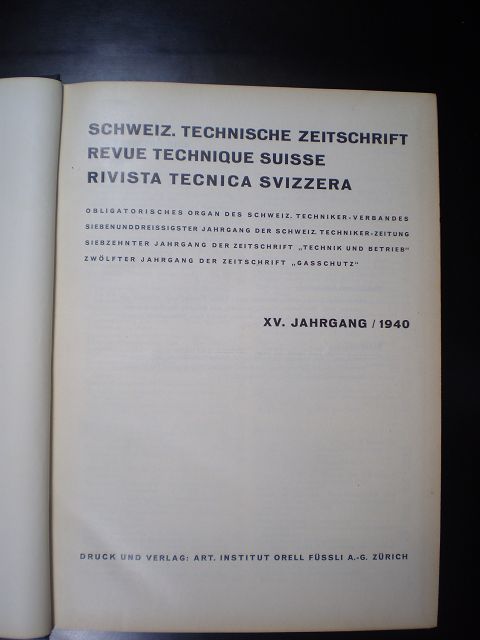 SCHWEIZ. TECHNISCHE ZEITSCHRIFT
REVUE TECHNIQUE SUISSE
RIVISTA TECNICA SVIZZERA
OBLIGATORISCHES ORGAN DES SCHWEIZ. TECHNIKER-VERBANDES
SIEBENUNDDREISSIGSTER JAHRGANG DER SCHWEIZ. TECHNIKER-ZEITUNG
SIEBZEHNTER JAHRGANG DER ZEITSCHRIFT „TECHNIK UND BETRIEB"
ZWÖLFTER JAHRGANG DER ZEITSCHRIFT „GASSCHUTZ"
XV. JAHRGANG / 1940
DRUCK UND VERLAG: ART. INSTITUT ORELL FÜSSLI A.-G. ZÜRICH